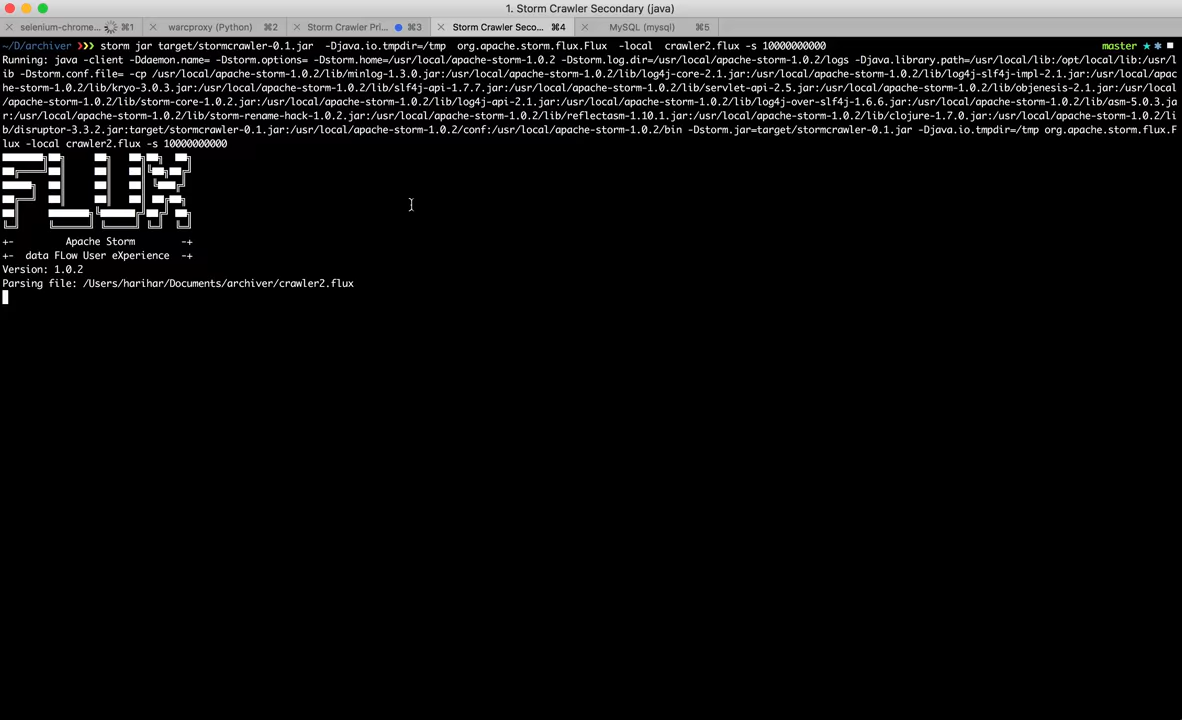 1. Storm Crawler Secondary (java)
selenium-chrome... ⌘1 warcproxy (Python) ⌘2 Storm Crawler Pri... ⌘3 Storm Crawler Seco... ⌘4 MySQL (mysql) ⌘5
~/D/archiver ❯❯❯ storm jar target/stormcrawler-0.1.jar -Djava.io.tmpdir=/tmp org.apache.storm.flux.Flux -local crawler2.flux -s 10000000000 master ★ ✱ ■
Running: java -client -Ddaemon.name= -Dstorm.options= -Dstorm.home=/usr/local/apache-storm-1.0.2 -Dstorm.log.dir=/usr/local/apache-storm-1.0.2/logs -Djava.library.path=/usr/local/lib:/opt/local/lib:/usr/l
ib -Dstorm.conf.file= -cp /usr/local/apache-storm-1.0.2/lib/minlog-1.3.0.jar:/usr/local/apache-storm-1.0.2/lib/log4j-core-2.1.jar:/usr/local/apache-storm-1.0.2/lib/log4j-slf4j-impl-2.1.jar:/usr/local/apac
he-storm-1.0.2/lib/kryo-3.0.3.jar:/usr/local/apache-storm-1.0.2/lib/slf4j-api-1.7.7.jar:/usr/local/apache-storm-1.0.2/lib/servlet-api-2.5.jar:/usr/local/apache-storm-1.0.2/lib/objenesis-2.1.jar:/usr/local
/apache-storm-1.0.2/lib/storm-core-1.0.2.jar:/usr/local/apache-storm-1.0.2/lib/log4j-api-2.1.jar:/usr/local/apache-storm-1.0.2/lib/log4j-over-slf4j-1.6.6.jar:/usr/local/apache-storm-1.0.2/lib/asm-5.0.3.ja
r:/usr/local/apache-storm-1.0.2/lib/storm-rename-hack-1.0.2.jar:/usr/local/apache-storm-1.0.2/lib/reflectasm-1.10.1.jar:/usr/local/apache-storm-1.0.2/lib/clojure-1.7.0.jar:/usr/local/apache-storm-1.0.2/li
b/disruptor-3.3.2.jar:target/stormcrawler-0.1.jar:/usr/local/apache-storm-1.0.2/conf:/usr/local/apache-storm-1.0.2/bin -Dstorm.jar=target/stormcrawler-0.1.jar -Djava.io.tmpdir=/tmp org.apache.storm.flux.F
lux -local crawler2.flux -s 10000000000
FLUX
+- Apache Storm -+
+- data FLow User eXperience -+
Version: 1.0.2
Parsing file: /Users/harihar/Documents/archiver/crawler2.flux